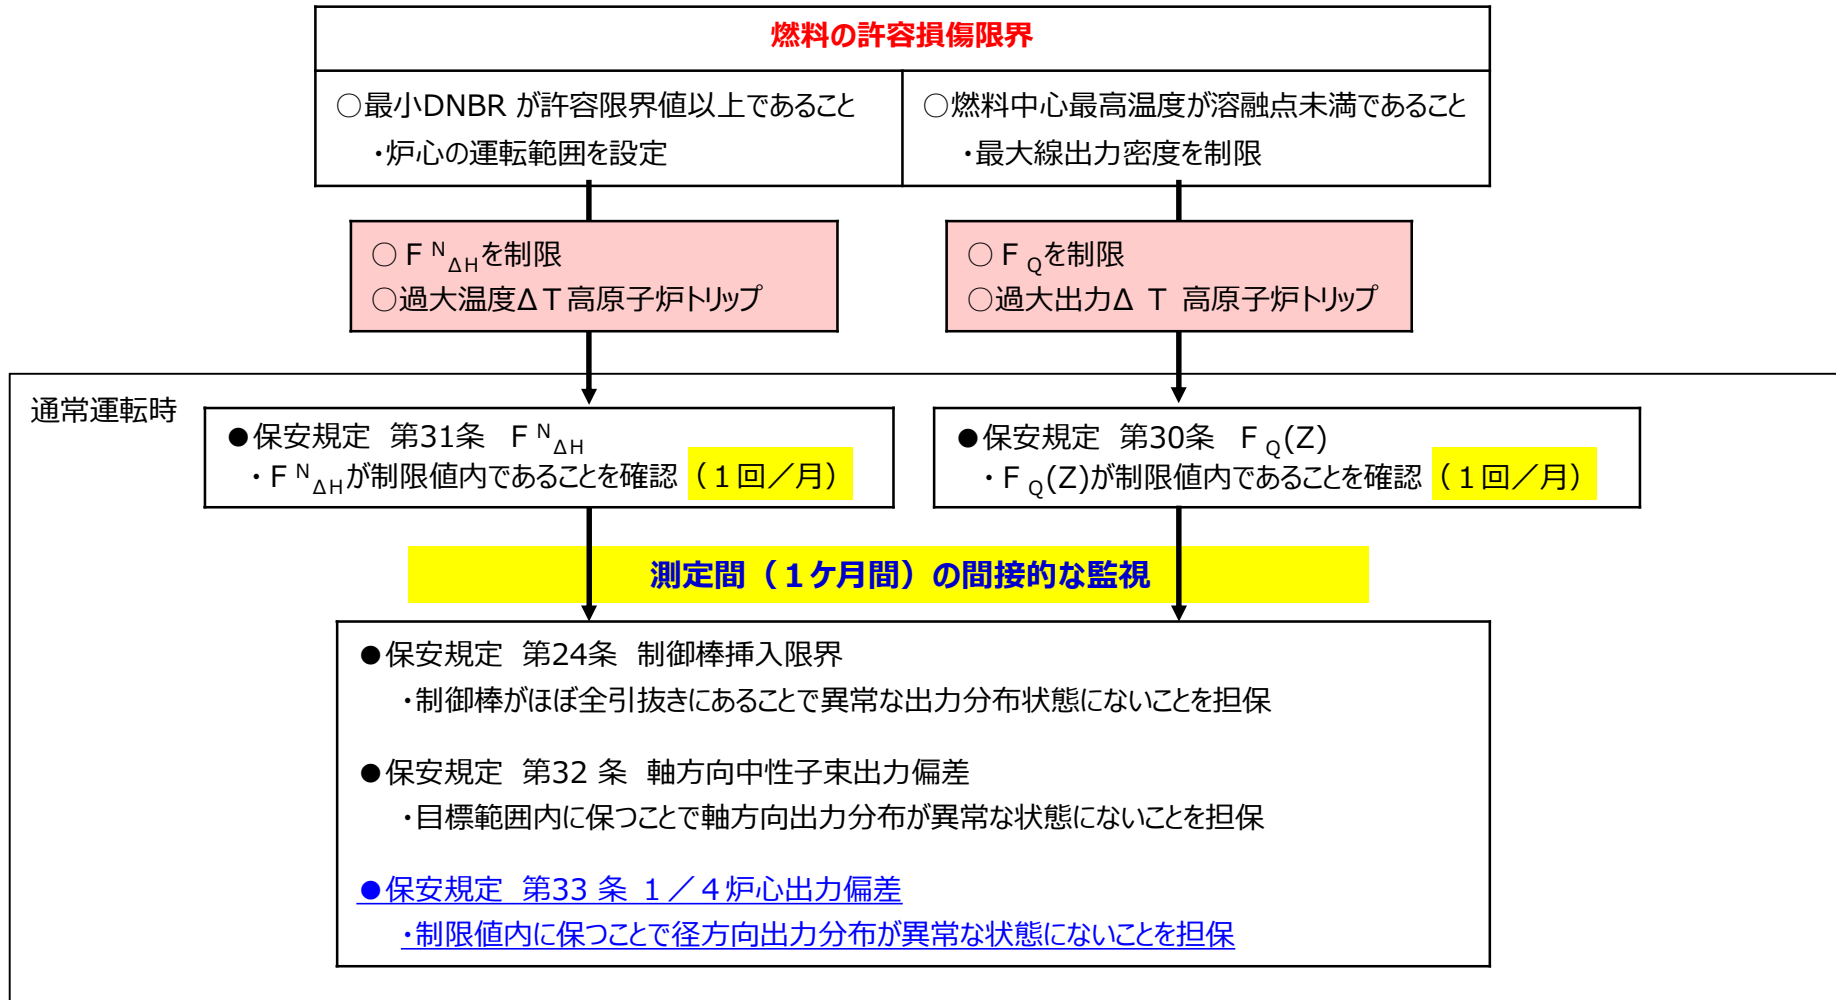 燃料の許容損傷限界
○最小DNBR が許容限界値以上であること
・炉心の運転範囲を設定
○燃料中心最高温度が溶融点未満であること
・最大線出力密度を制限
○ＦNΔHを制限
○過大温度ΔＴ高原子炉トリップ
○ＦQを制限
○過大出力Δ Ｔ 高原子炉トリップ
通常運転時
●保安規定 第31条 ＦNΔH
・ＦNΔHが制限値内であることを確認（１回／月）
●保安規定 第30条 ＦQ(Z)
・ＦQ(Z)が制限値内であることを確認（１回／月）
測定間（１ケ月間）の間接的な監視
●保安規定 第24条 制御棒挿入限界
・制御棒がほぼ全引抜きにあることで異常な出力分布状態にないことを担保
●保安規定 第32 条 軸方向中性子束出力偏差
・目標範囲内に保つことで軸方向出力分布が異常な状態にないことを担保
●保安規定 第33 条 １／４炉心出力偏差
・制限値内に保つことで径方向出力分布が異常な状態にないことを担保